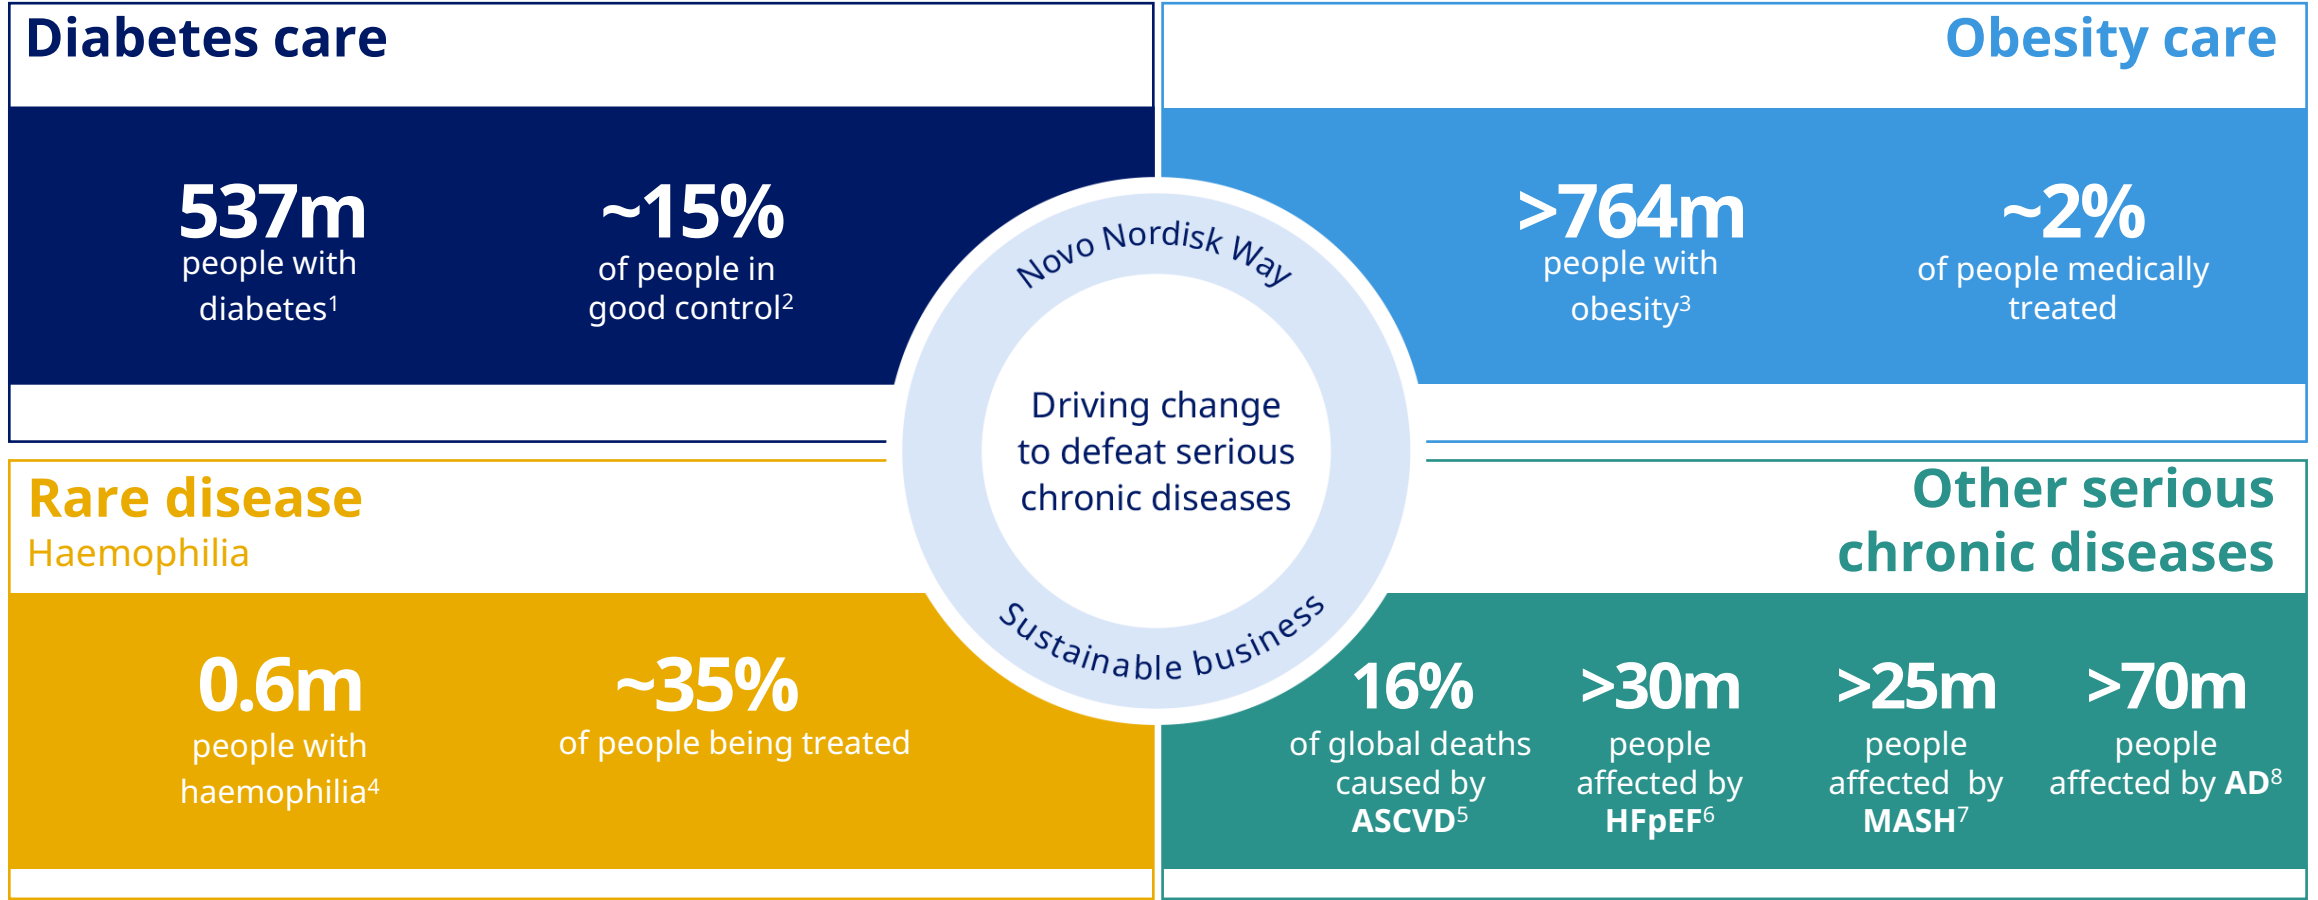 Diabetes care
537m
people with
diabetes1
~15%
of people in
good control2
Obesity care
>764m
people with
obesity3
~2%
of people medically
treated
Novo Nordisk Way
Driving change
to defeat serious
chronic diseases
Sustainable business
Rare disease
Haemophilia
0.6m
people with
haemophilia4
~35%
of people being treated
Other serious
chronic diseases
16%
of global deaths
caused by
ASCVD5
>30m
people
affected by
HFpEF6
>25m
people
affected  by
MASH7
>70m
people
affected by AD8